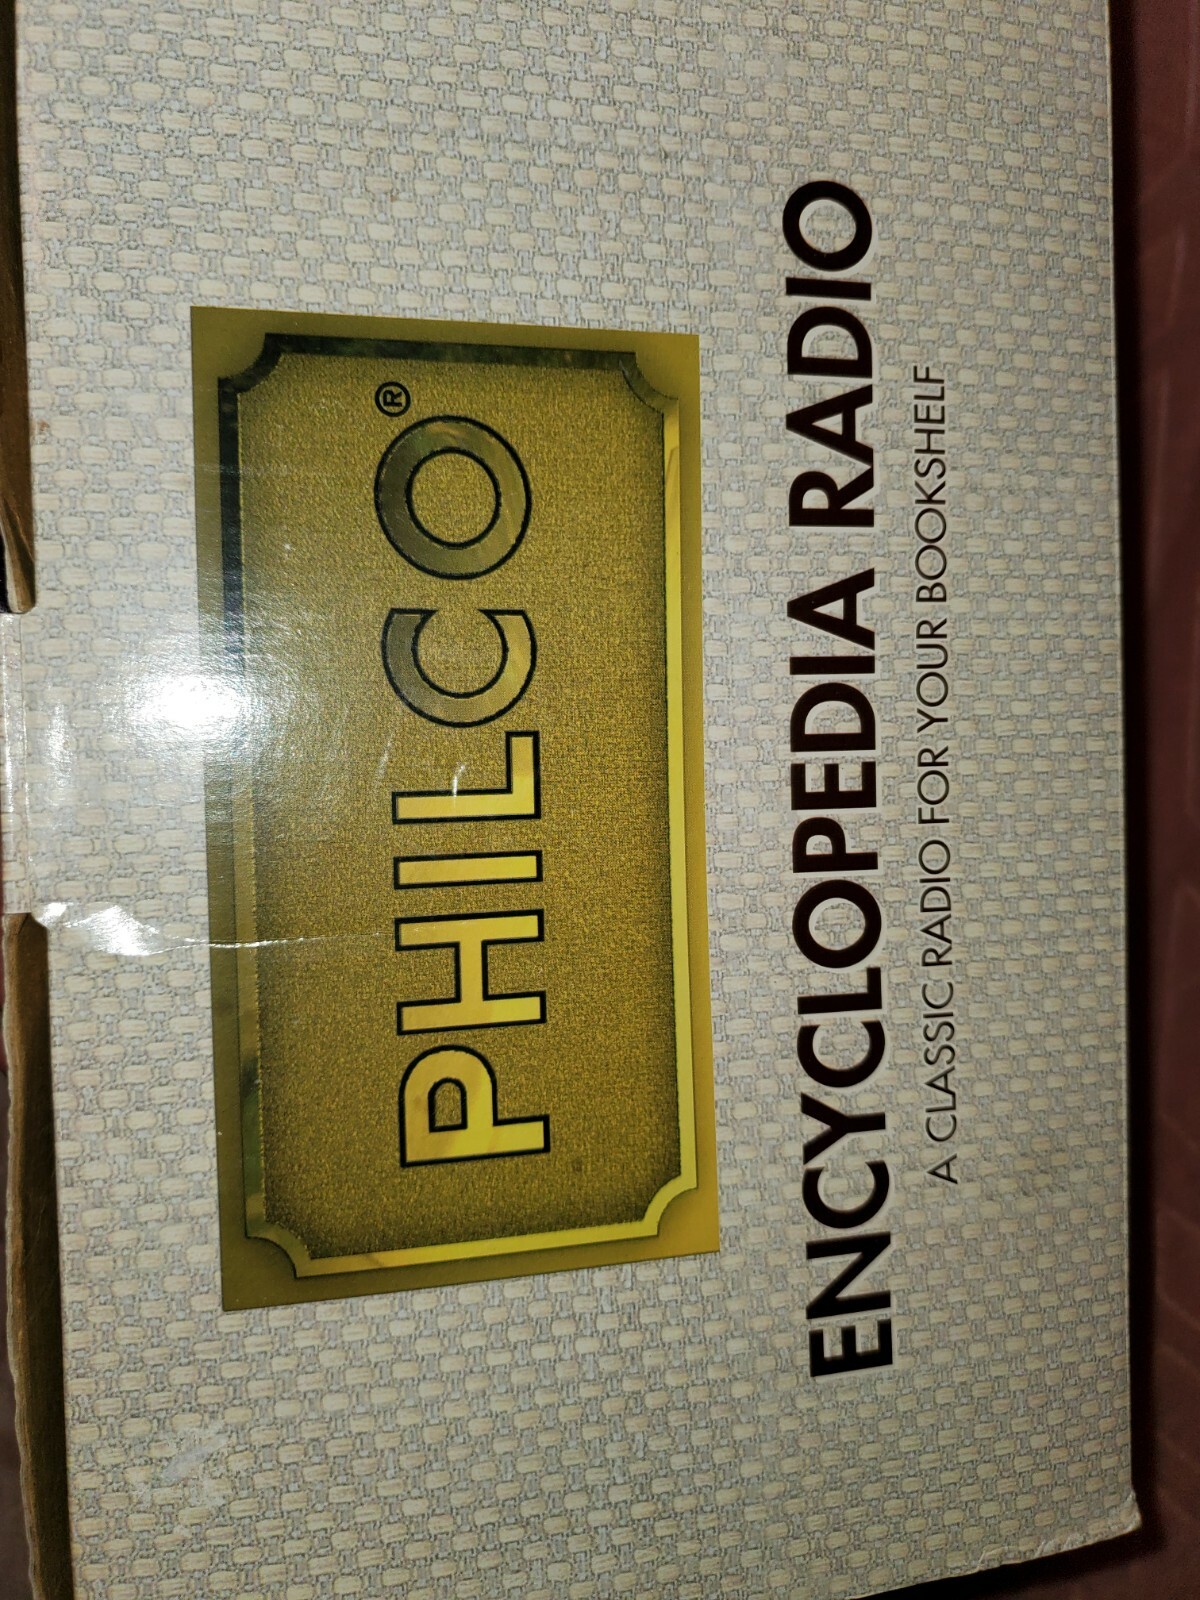 PHILCO®
ENCYCLOPEDIA RADIO
A CLASSIC RADIO FOR YOUR BOOKSHELF